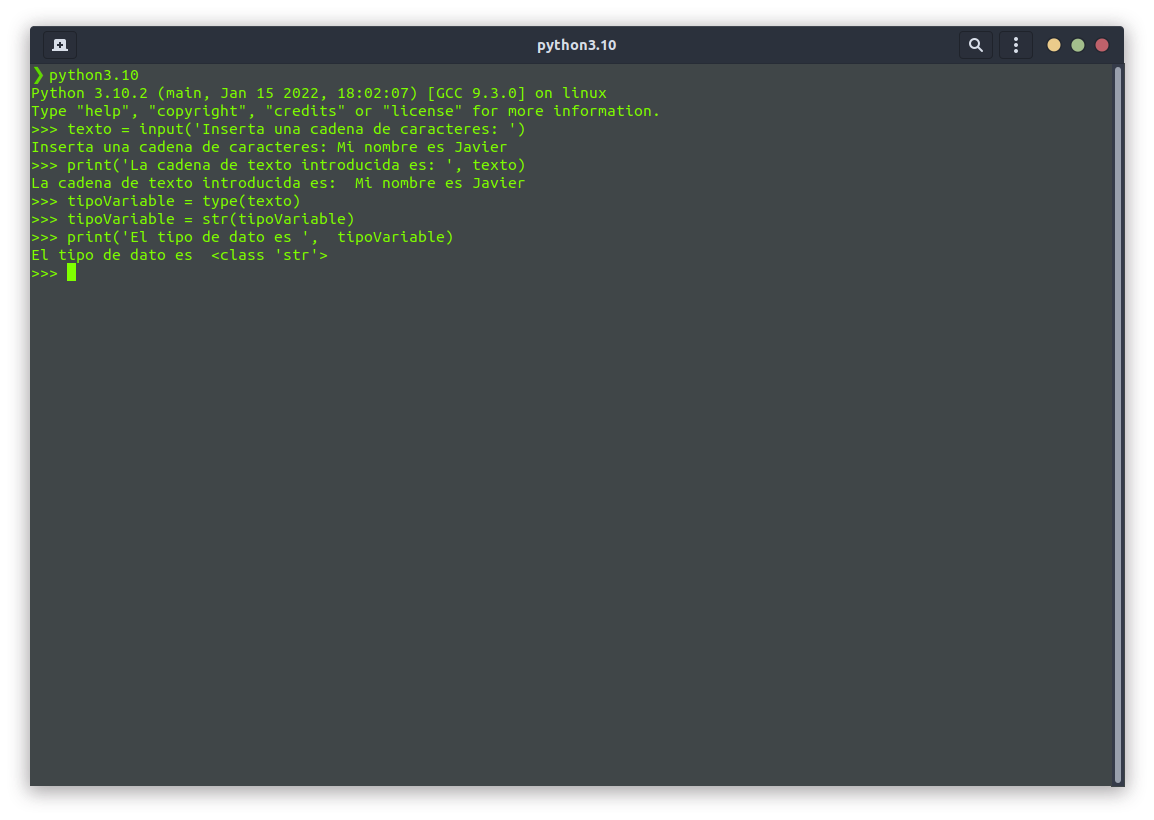 python3.10
❯ python3.10
Python 3.10.2 (main, Jan 15 2022, 18:02:07) [GCC 9.3.0] on linux
Type "help", "copyright", "credits" or "license" for more information.
>>> texto = input('Inserta una cadena de caracteres: ')
Inserta una cadena de caracteres: Mi nombre es Javier
>>> print('La cadena de texto introducida es: ', texto)
La cadena de texto introducida es:  Mi nombre es Javier
>>> tipoVariable = type(texto)
>>> tipoVariable = str(tipoVariable)
>>> print('El tipo de dato es ',  tipoVariable)
El tipo de dato es  <class 'str'>
>>>